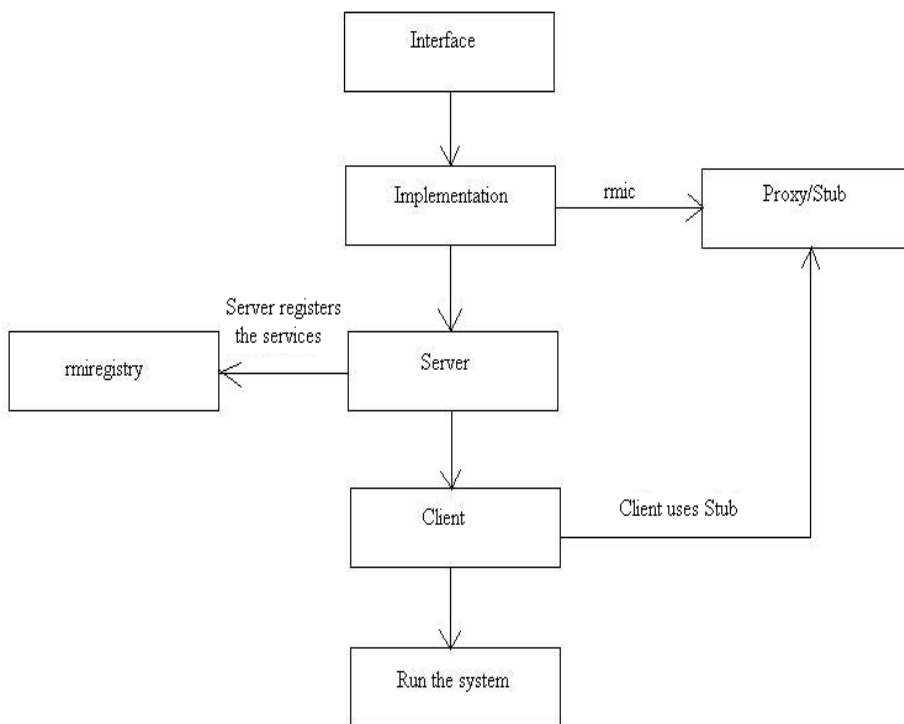 Interface
Implementation
rmic
Proxy/Stub
Server registers
the services
rmiregistry
Server
Client
Client uses Stub
Run the system